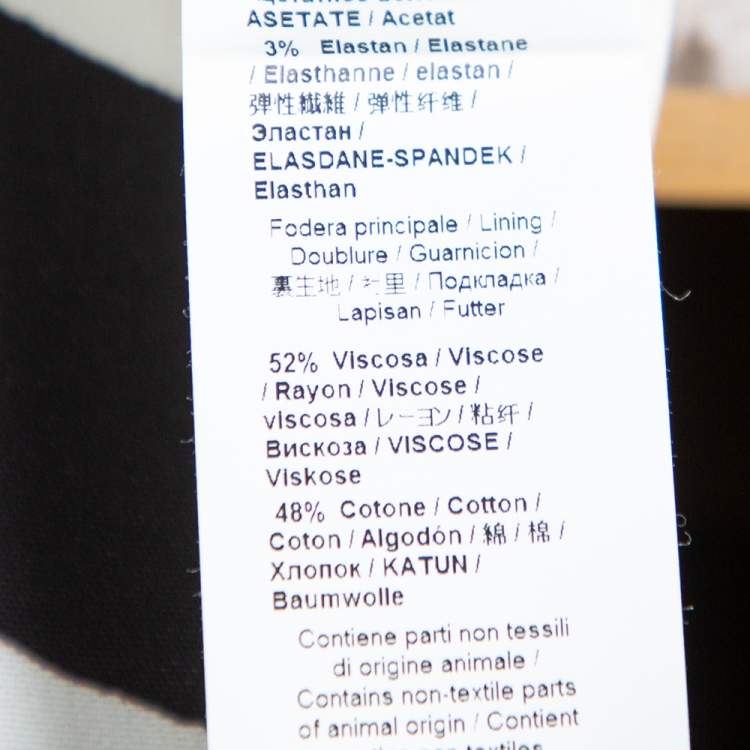 ASETATE / Acetat
3% Elastan / Elastane
/ Elasthanne / elastan /
弾性繊維 / 弹性纤维 /
Эластан /
ELASDANE-SPANDEK /
Elasthan
Fodera principale / Lining /
Doublure / Guarnicion /
裏生地 / 衬里 / Подкладка /
Lapisan / Futter
52% Viscosa / Viscose
/ Rayon / Viscose /
viscosa / レーヨン / 粘纤 /
Вискоза / VISCOSE /
Viskose
48% Cotone / Cotton /
Coton / Algodón / 綿 / 棉 /
Хлопок / KATUN /
Baumwolle
Contiene parti non tessili
di origine animale /
Contains non-textile parts
of animal origin / Contient